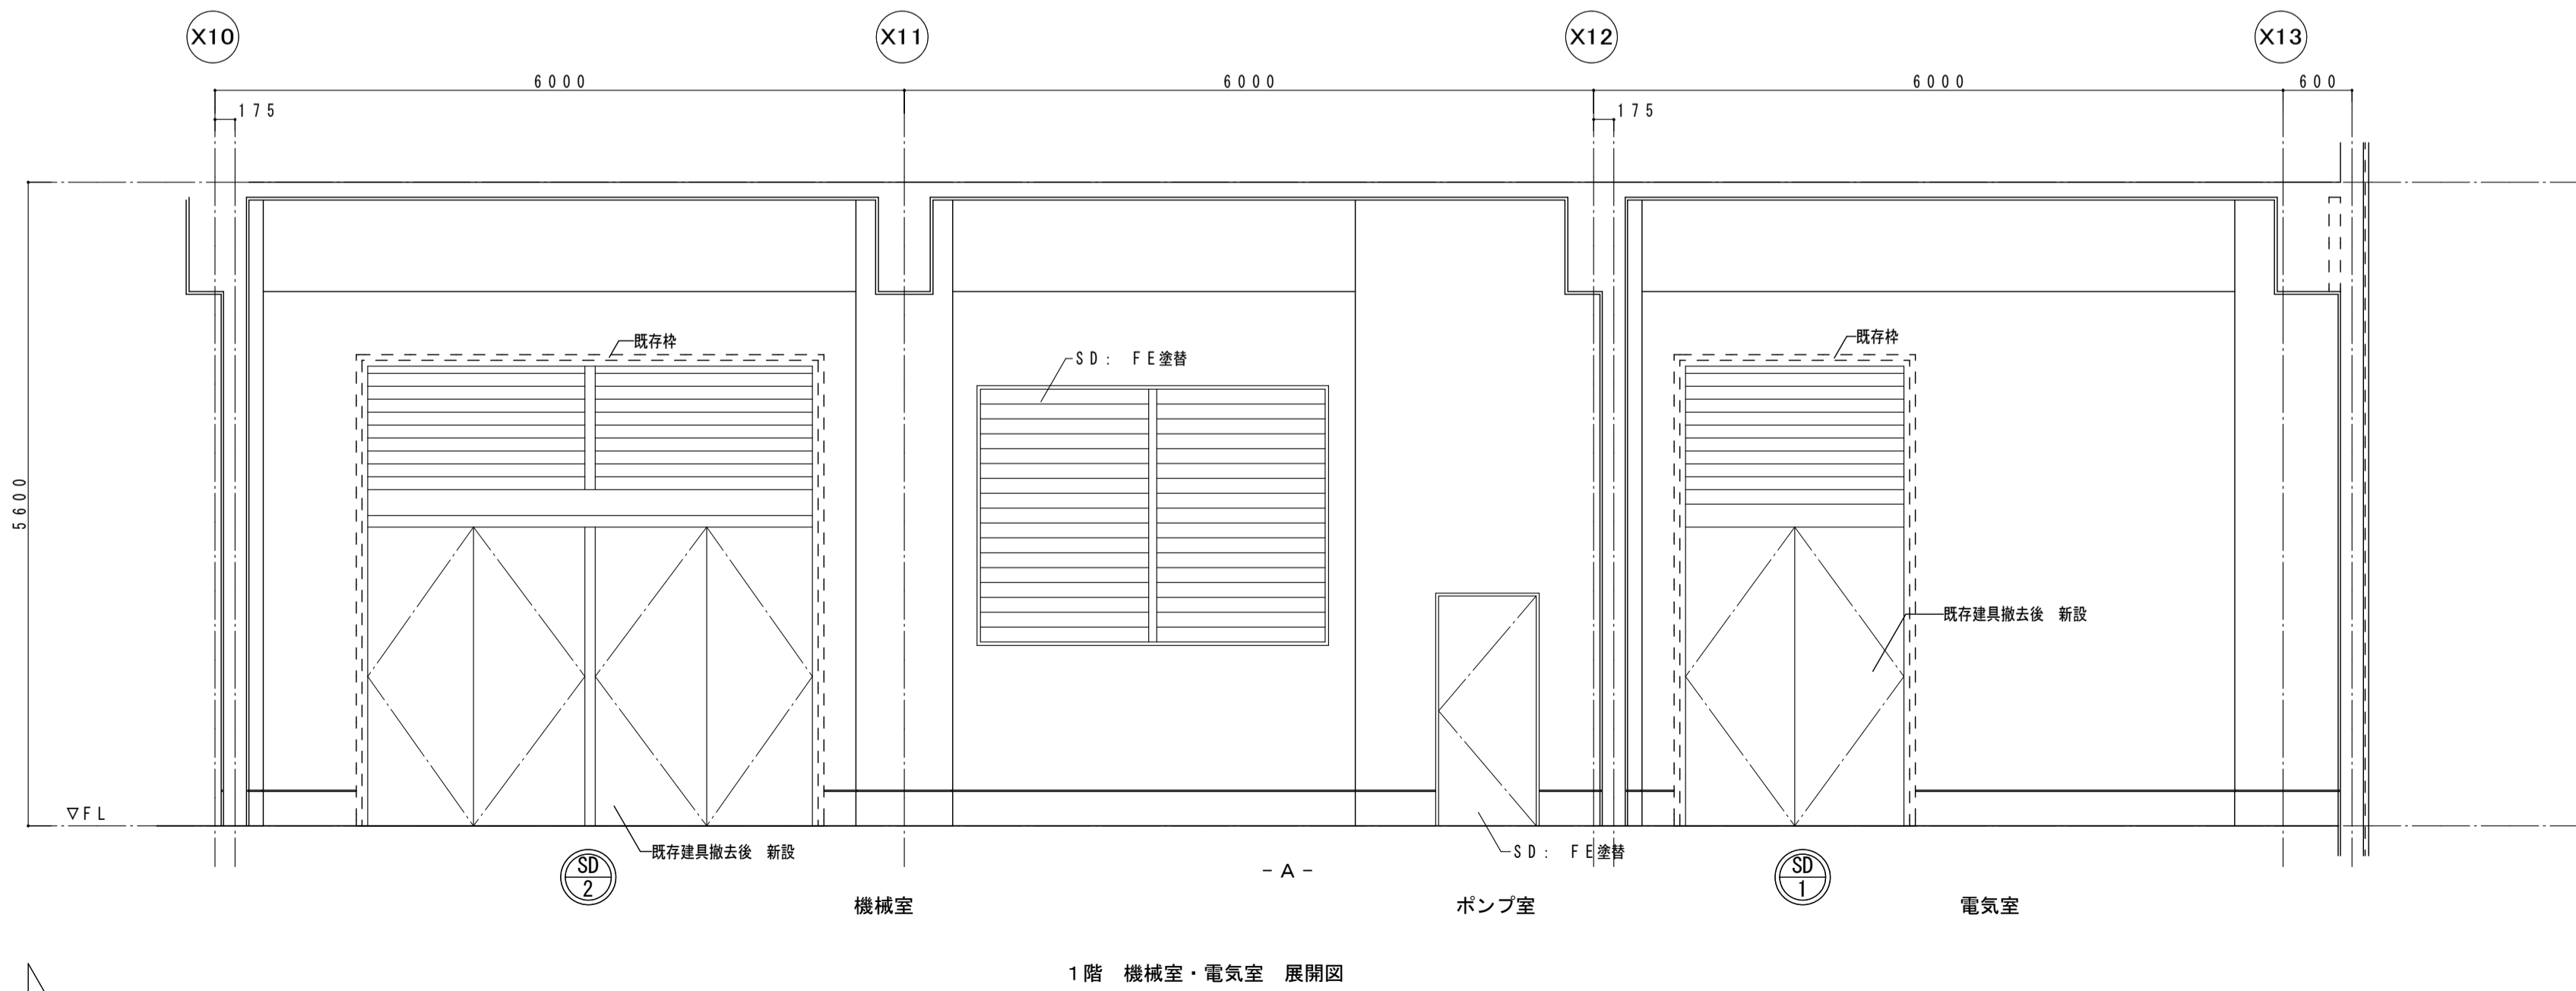 X10
X11
X12
X13
6000
6000
6000
600
175
175
既存枠
既存枠
SD： FE塗替
5600
既存建具撤去後 新設
▽FL
既存建具撤去後 新設
SD： FE塗替
SD
2
- A -
SD
1
機械室
ポンプ室
電気室
1階 機械室・電気室 展開図